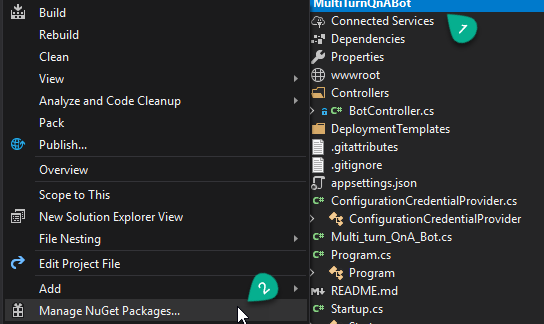 Build
Rebuild
Clean
View
Analyze and Code Cleanup
Pack
Publish...
Overview
Scope to This
New Solution Explorer View
File Nesting
Edit Project File
Add
2
Manage NuGet Packages...
MultiTurnQnABot
Connected Services
1
Dependencies
Properties
wwwroot
Controllers
C# BotController.cs
DeploymentTemplates
.gitattributes
.gitignore
appsettings.json
C# ConfigurationCredentialProvider.cs
ConfigurationCredentialProvider
C# Multi_turn_QnA_Bot.cs
C# Program.cs
Program
README.md
C# Startup.cs